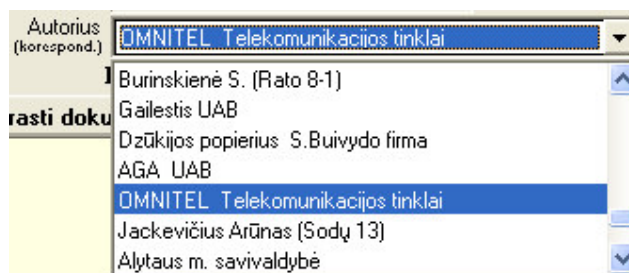 Autorius
(korespond.)
OMNITEL Telekomunikacijos tinklai
Burinskienė S. (Rato 8-1)
Gailestis UAB
rasti doku
Dzūkijos popierius S.Buivydo firma
AGA UAB
OMNITEL Telekomunikacijos tinklai
Jackevičius Arūnas (Sodų 13)
Alytaus m. savivaldybė